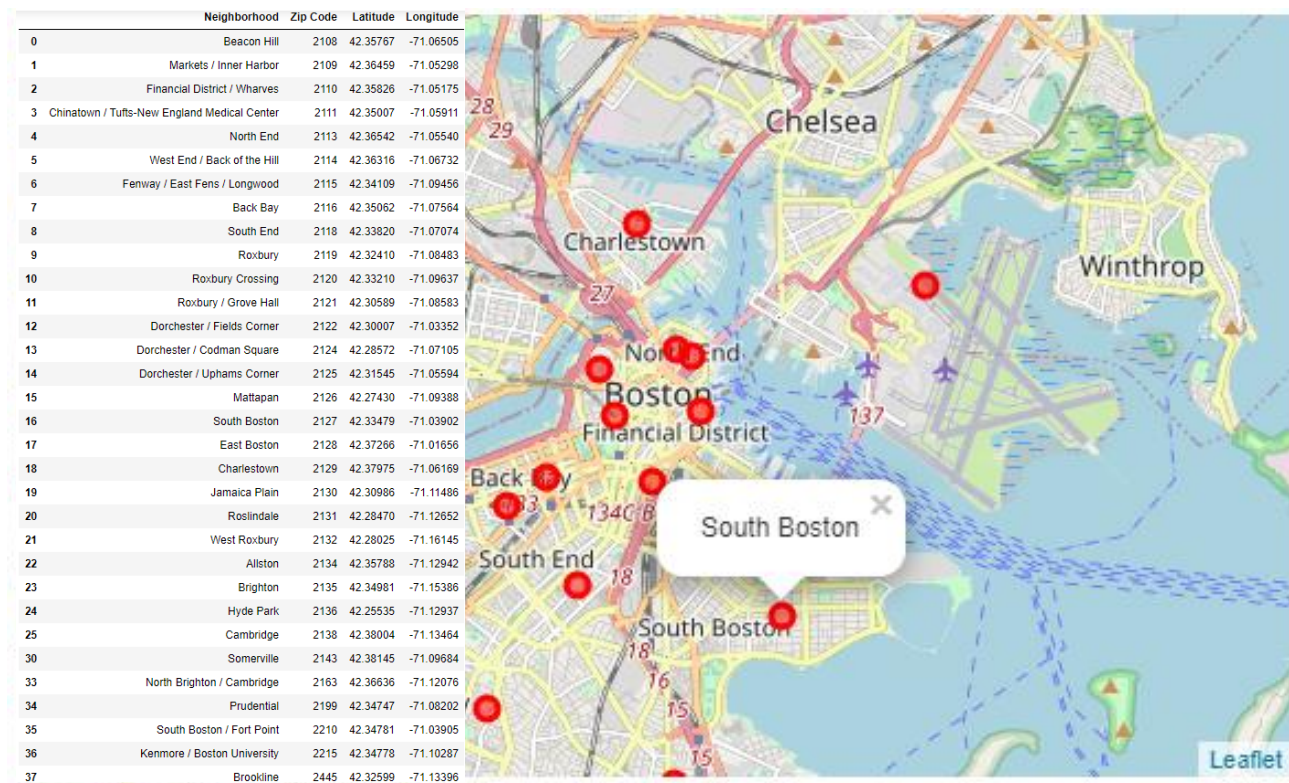 Neighborhood Zip Code Latitude Longitude
0 Beacon Hill 2108 42.35767 -71.06505
1 Markets / Inner Harbor 2109 42.36459 -71.05298
2 Financial District / Wharves 2110 42.35826 -71.05175
3 Chinatown / Tufts-New England Medical Center 2111 42.35007 -71.05911
4 North End 2113 42.36542 -71.05540
5 West End / Back of the Hill 2114 42.36316 -71.06732
6 Fenway / East Fens / Longwood 2115 42.34109 -71.09456
7 Back Bay 2116 42.35062 -71.07564
8 South End 2118 42.33820 -71.07074
9 Roxbury 2119 42.32410 -71.08483
10 Roxbury Crossing 2120 42.33210 -71.09637
11 Roxbury / Grove Hall 2121 42.30589 -71.08583
12 Dorchester / Fields Corner 2122 42.30007 -71.03352
13 Dorchester / Codman Square 2124 42.28572 -71.07105
14 Dorchester / Uphams Corner 2125 42.31545 -71.05594
15 Mattapan 2126 42.27430 -71.09388
16 South Boston 2127 42.33479 -71.03902
17 East Boston 2128 42.37266 -71.01656
18 Charlestown 2129 42.37975 -71.06169
19 Jamaica Plain 2130 42.30986 -71.11486
20 Roslindale 2131 42.28470 -71.12652
21 West Roxbury 2132 42.28025 -71.16145
22 Allston 2134 42.35788 -71.12942
23 Brighton 2135 42.34981 -71.15386
24 Hyde Park 2136 42.25535 -71.12937
25 Cambridge 2138 42.38004 -71.13464
30 Somerville 2143 42.38145 -71.09684
33 North Brighton / Cambridge 2163 42.36636 -71.12076
34 Prudential 2199 42.34747 -71.08202
35 South Boston / Fort Point 2210 42.34781 -71.03905
36 Kenmore / Boston University 2215 42.34778 -71.10287
37 Brookline 2445 42.32599 -71.13396
28
29
Chelsea
Charlestown
Winthrop
27
North End
Boston
137
Financial District
Back Bay
134C
South Boston
×
South End
18
South Boston
18
16
15
15
Leaflet